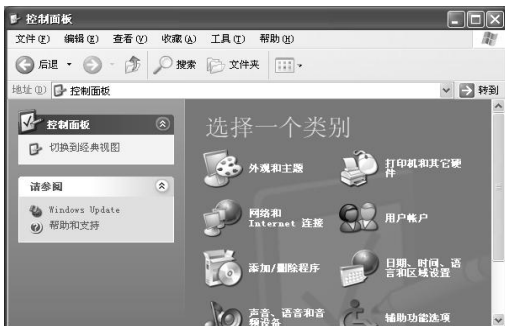 控制面板
文件(F) 编辑(E) 查看(V) 收藏(A) 工具(T) 帮助(H)
后退 搜索 文件夹
地址(D) 控制面板 转到
控制面板
切换到经典视图
请参阅
Windows Update
帮助和支持
选择一个类别
外观和主题
打印机和其它硬
件
网络和
Internet 连接
用户帐户
添加/删除程序
日期、时间、语
言和区域设置
声音、语音和音
频设备
辅助功能选项